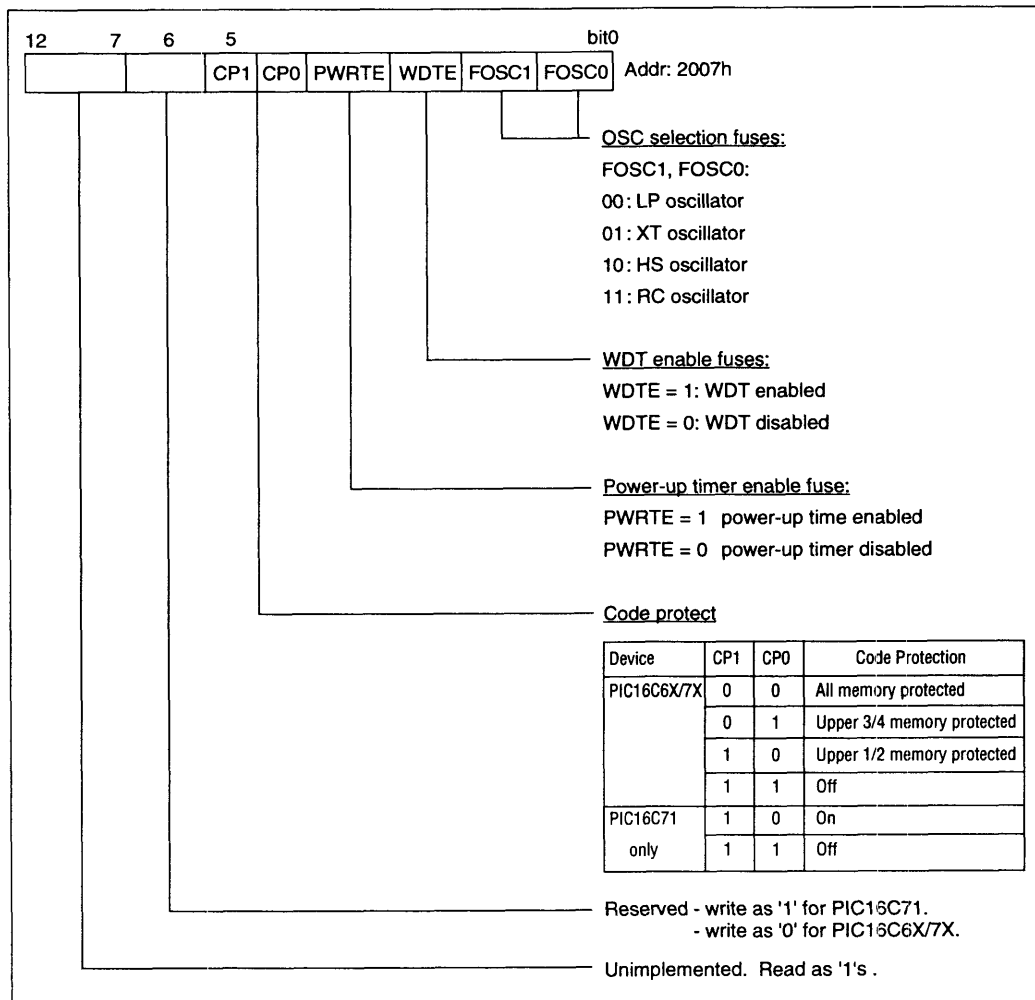 12 7 6 5 bit0
CP1 CP0 PWRTE WDTE FOSC1 FOSC0 Addr: 2007h
OSC selection fuses:
FOSC1, FOSC0:
00: LP oscillator
01: XT oscillator
10: HS oscillator
11: RC oscillator
WDT enable fuses:
WDTE = 1: WDT enabled
WDTE = 0: WDT disabled
Power-up timer enable fuse:
PWRTE = 1 power-up time enabled
PWRTE = 0 power-up timer disabled
Code protect
Device CP1 CP0 Code Protection
PIC16C6X/7X 0 0 All memory protected
0 1 Upper 3/4 memory protected
1 0 Upper 1/2 memory protected
1 1 Off
PIC16C71 1 0 On
only 1 1 Off
Reserved - write as '1' for PIC16C71.
- write as '0' for PIC16C6X/7X.
Unimplemented. Read as '1's .